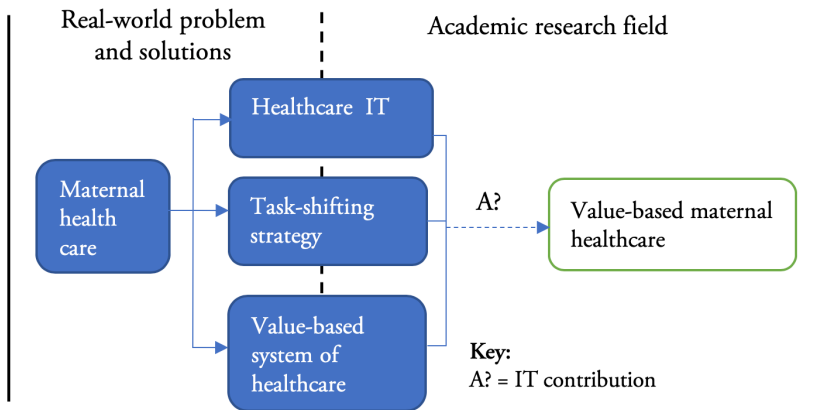 Real-world problem
and solutions
Academic research field
Healthcare IT
Maternal
health
care
Task-shifting
strategy
A?
Value-based maternal
healthcare
Value-based
system of
healthcare
Key:
A? = IT contribution